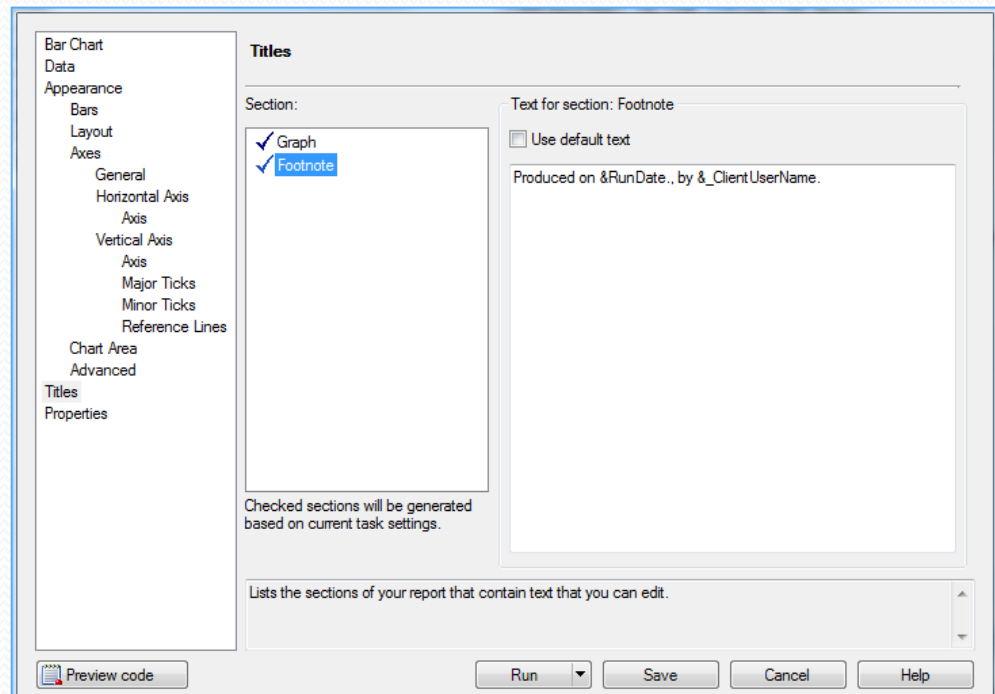 Bar Chart
Data
Appearance
Bars
Layout
Axes
General
Horizontal Axis
Axis
Vertical Axis
Axis
Major Ticks
Minor Ticks
Reference Lines
Chart Area
Advanced
Titles
Properties
Titles
Section:
Graph
Footnote
Checked sections will be generated
based on current task settings.
Text for section: Footnote
Use default text
Produced on &RunDate., by &_ClientUserName.
Lists the sections of your report that contain text that you can edit.
Preview code
Run
Save
Cancel
Help